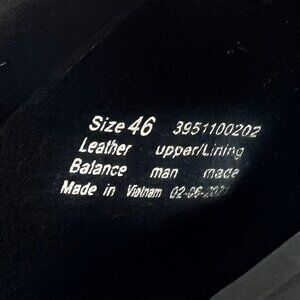 Size 46 3951100202
Leather upper/Lining
Balance man made
Made in Vietnam 02-06-2021